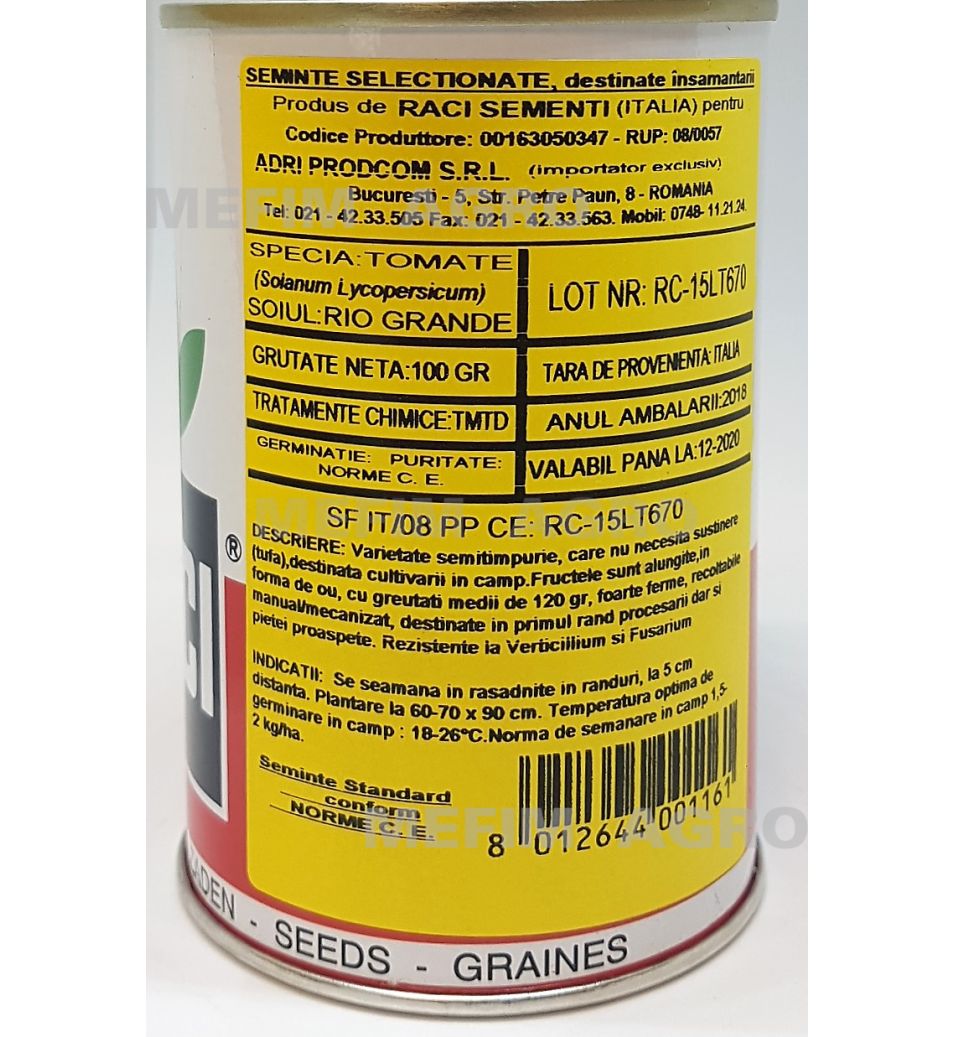 SEMINTE SELECTIONATE, destinate însamantarii
Produs de RACI SEMENTI (ITALIA) pentru
Codice Produttore: 00163050347 - RUP: 08/0057
ADRI PRODCOM S.R.L. (importator exclusiv)
Bucuresti - 5, Str. Petre Paun, 8 - ROMANIA
Tel: 021 - 42.33.505 Fax: 021 - 42.33.563. Mobil: 0748- 11.21.24.
MEFIM AGRO
SPECIA:TOMATE
(Solanum Lycopersicum)
SOIUL:RIO GRANDE
LOT NR: RC-15LT670
GRUTATE NETA:100 GR
TARA DE PROVENIENTA: ITALIA
TRATAMENTE CHIMICE:TMTD
ANUL AMBALARII:2018
GERMINATIE: PURITATE:
NORME C. E.
VALABIL PANA LA:12-2020
MEFIM AGRO
SF IT/08 PP CE: RC-15LT670
DESCRIERE: Varietate semitimpurie, care nu necesita sustinere
(tufa),destinata cultivarii in camp.Fructele sunt alungite,in
forma de ou, cu greutati medii de 120 gr, foarte ferme, recoltabile
manual/mecanizat, destinate in primul rand procesarii dar si
pietei proaspete. Rezistente la Verticillium si Fusarium
INDICATII: Se seamana in rasadnite in randuri, la 5 cm
distanta. Plantare la 60-70 x 90 cm. Temperatura optima de
germinare in camp : 18-26°C.Norma de semanare in camp 1,5-
2 kg/ha.
Seminte Standard
conform
NORME C. E.
8 012644 001161
MEFIM AGRO
®
CI
ADEN - SEEDS - GRAINES